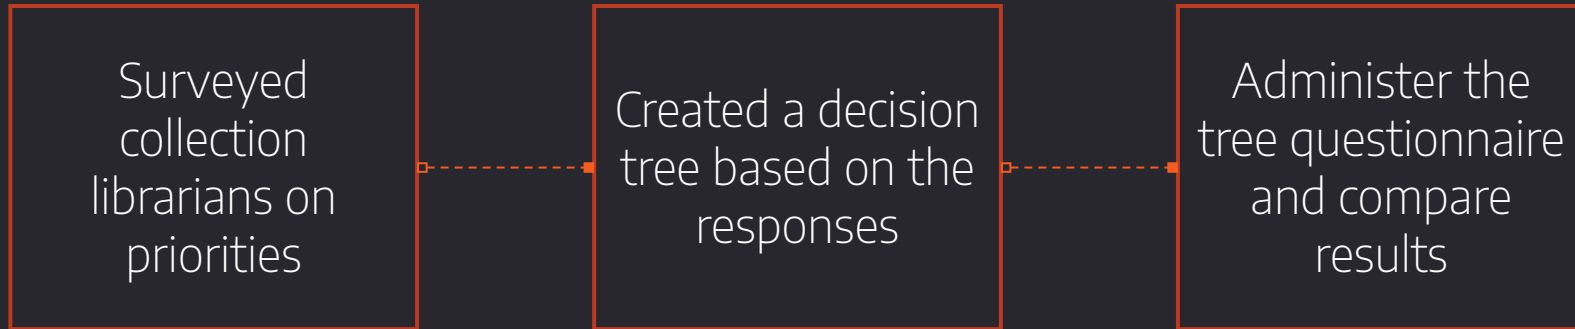 Surveyed
collection
librarians on
priorities
Created a decision
tree based on the
responses
Administer the
tree questionnaire
and compare
results